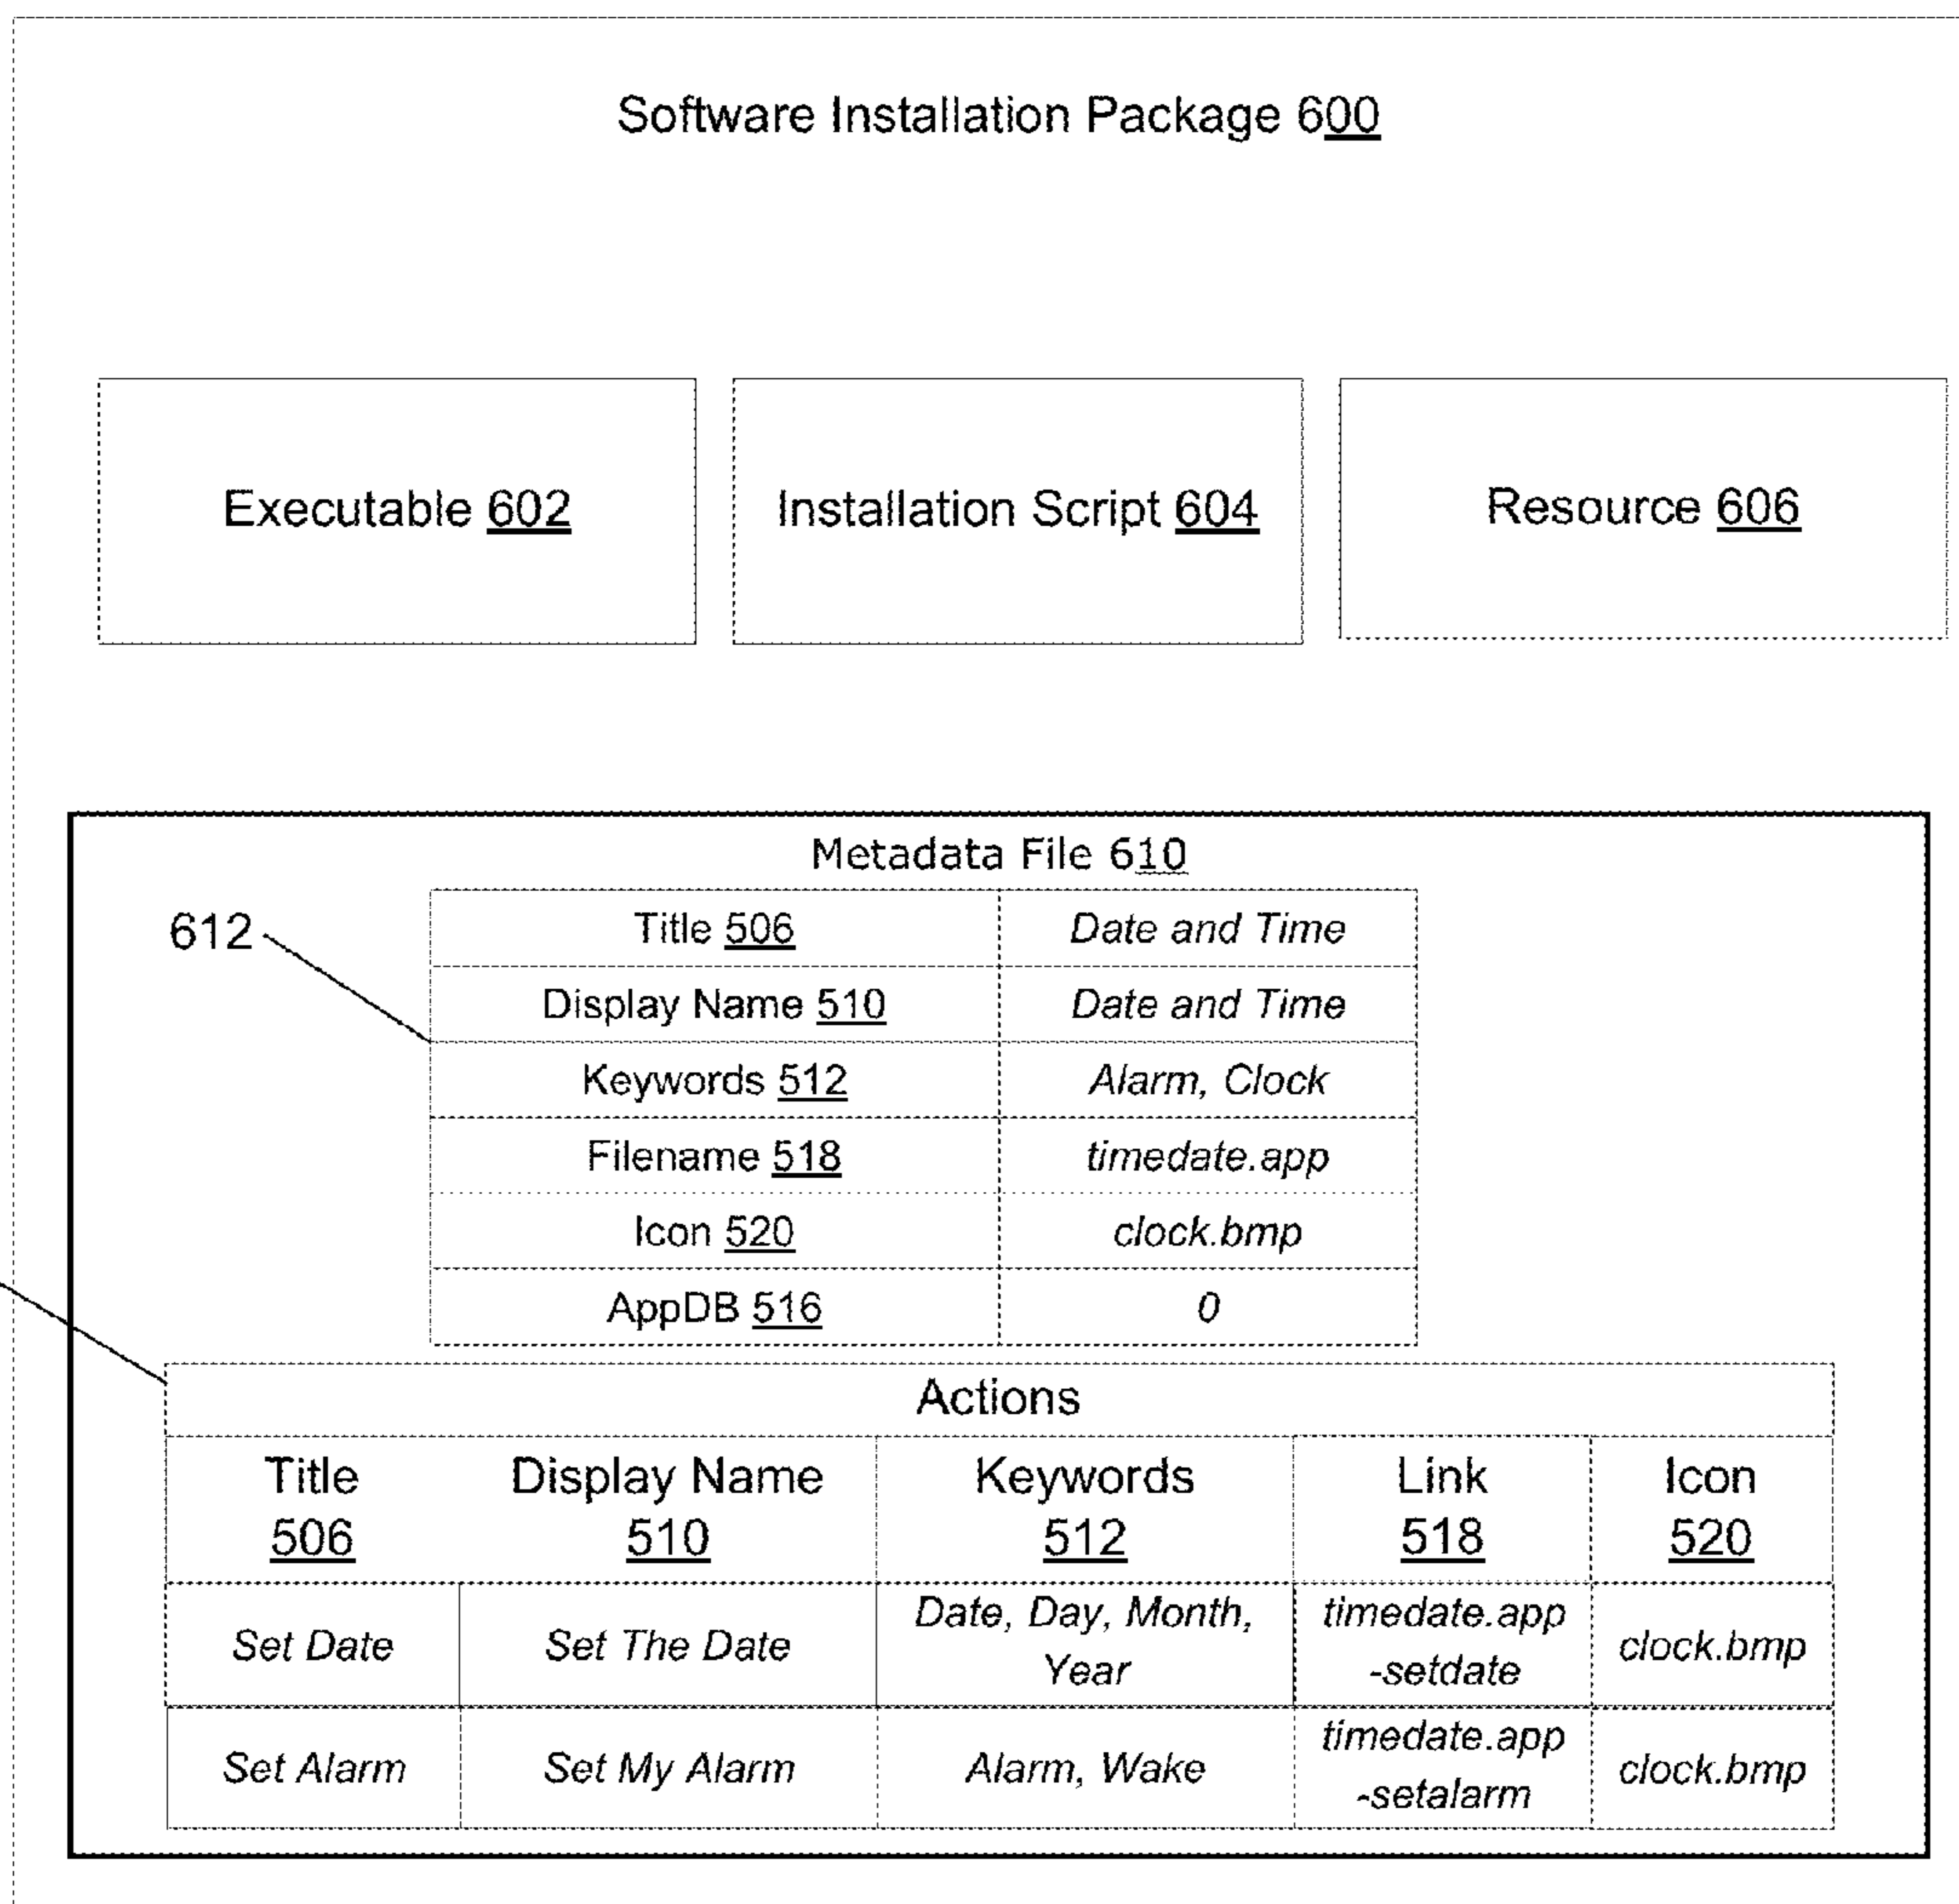 Software Installation Package 600
Executable 602
Installation Script 604
Resource 606
Metadata File 610
612
Title 506 Date and Time
Display Name 510 Date and Time
Keywords 512 Alarm, Clock
Filename 518 timedate.app
Icon 520 clock.bmp
AppDB 516 0
Actions
Title Display Name Keywords Link Icon
506 510 512 518 520
Set Date Set The Date Date, Day, Month, Year timedate.app -setdate clock.bmp
Set Alarm Set My Alarm Alarm, Wake timedate.app -setalarm clock.bmp